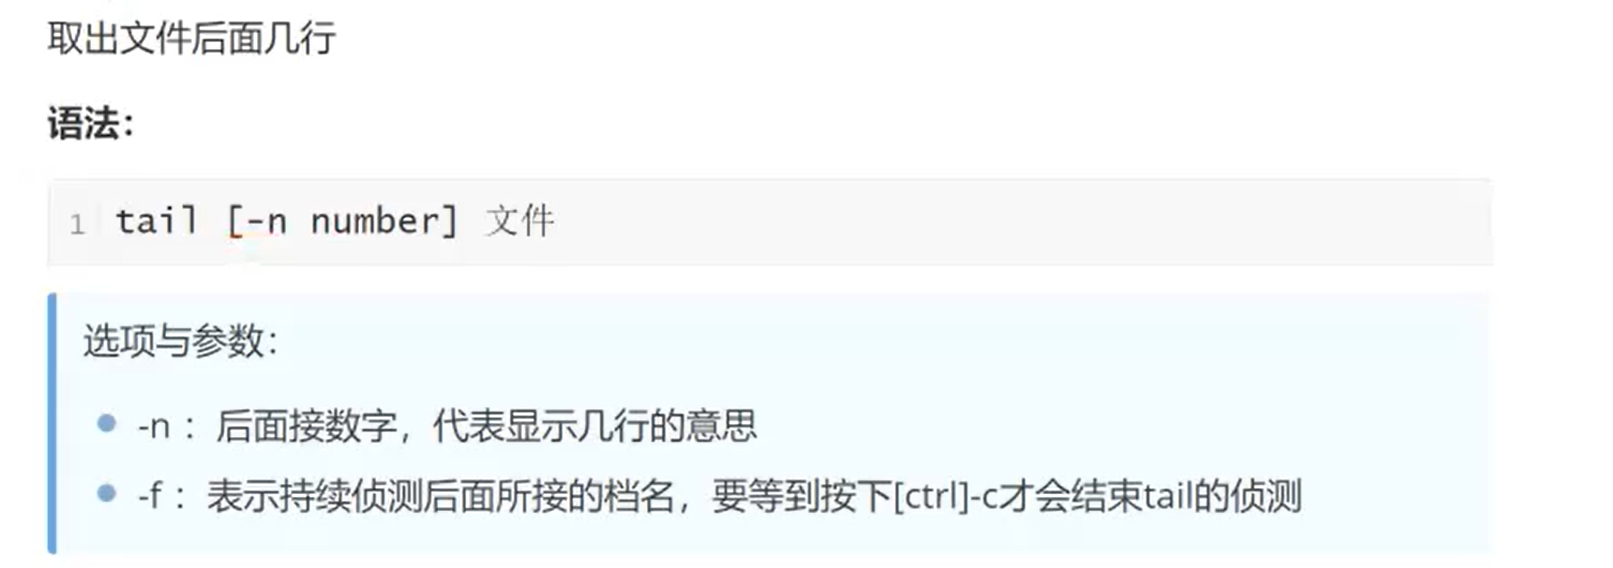 取出文件后面几行
语法：
1 tail [-n number] 文件
选项与参数：
-n ：后面接数字，代表显示几行的意思
-f ：表示持续侦测后面所接的档名，要等到按下[ctrl]-c才会结束tail的侦测